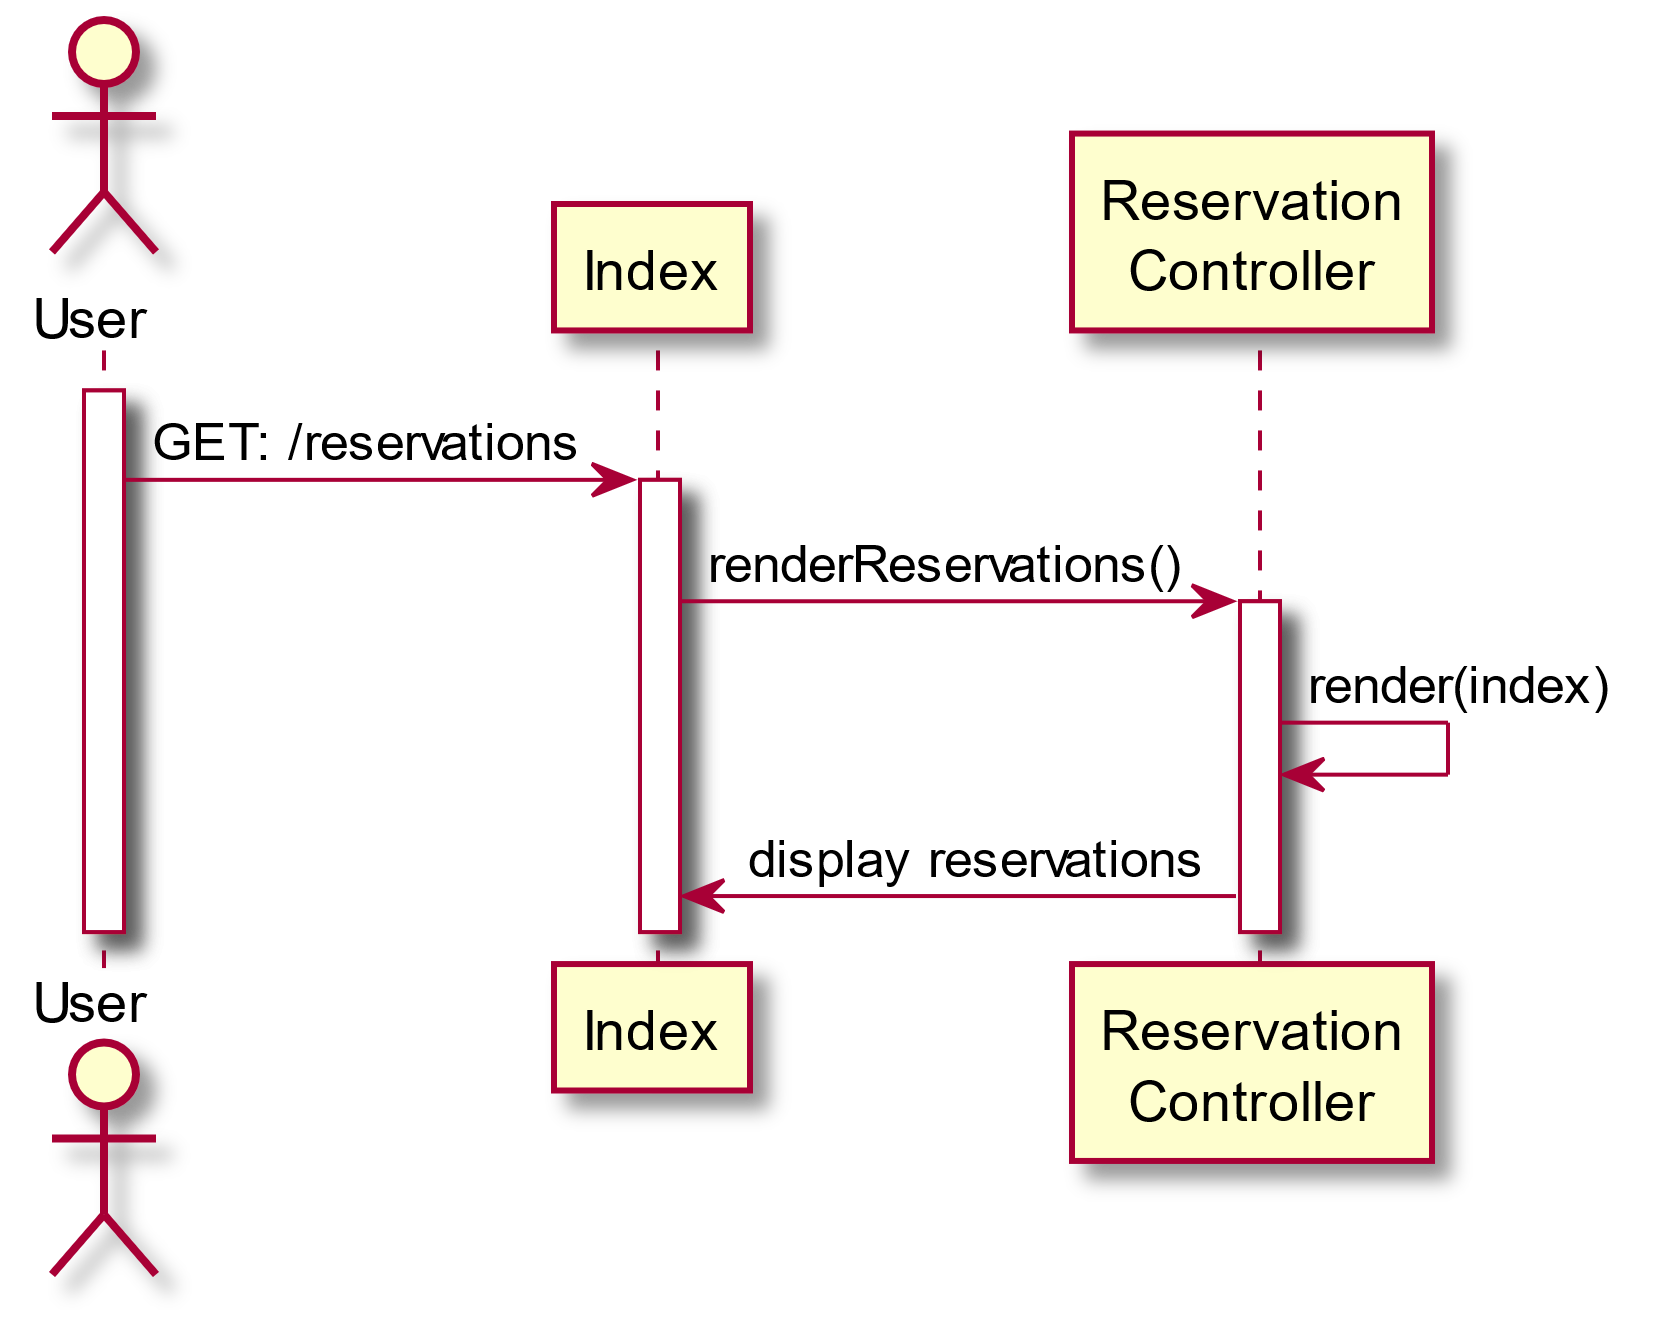 User
Index
Reservation
Controller
GET: /reservations
renderReservations()
render(index)
display reservations
User
Index
Reservation
Controller